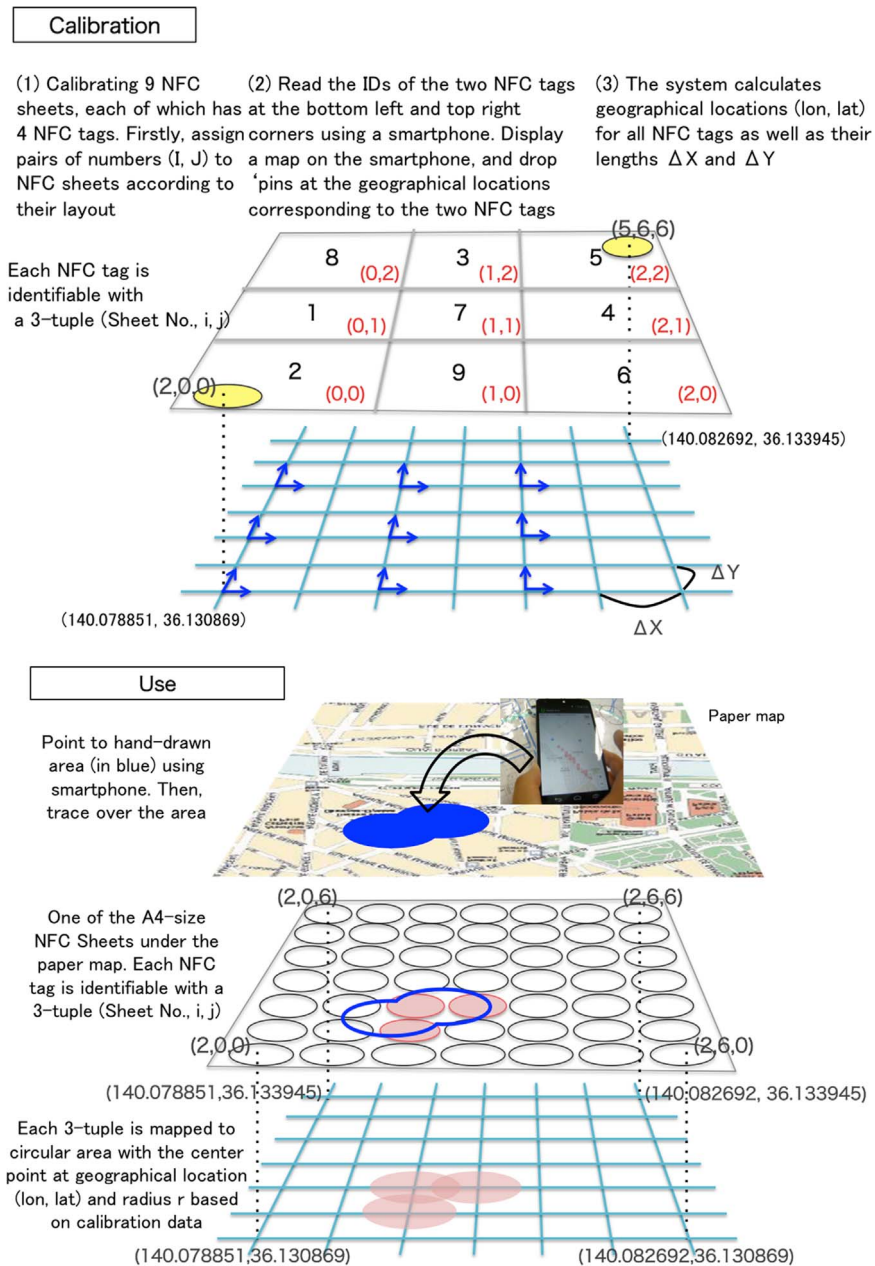 Calibration
(1) Calibrating 9 NFC
sheets, each of which has
4 NFC tags. Firstly, assign
pairs of numbers (I, J) to
NFC sheets according to
their layout
(2) Read the IDs of the two NFC tags
at the bottom left and top right
corners using a smartphone. Display
a map on the smartphone, and drop
‘pins at the geographical locations
corresponding to the two NFC tags
(3) The system calculates
geographical locations (lon, lat)
for all NFC tags as well as their
lengths ΔX and ΔY
Each NFC tag is
identifiable with
a 3-tuple (Sheet No., i, j)
(5,6,6)
8 (0,2) 3 (1,2) 5 (2,2)
1 (0,1) 7 (1,1) 4 (2,1)
(2,0.0)
2 (0,0) 9 (1,0) 6 (2,0)
(140.082692, 36.133945)
(140.078851, 36.130869)
ΔY
ΔX
Use
Point to hand-drawn
area (in blue) using
smartphone. Then,
trace over the area
Paper map
One of the A4-size
NFC Sheets under the
paper map. Each NFC
tag is identifiable with a
3-tuple (Sheet No., i, j)
(2,0,6) (2,6,6)
(2,0,0) (2,6,0)
(140.078851,36.133945) (140.082692, 36.133945)
Each 3-tuple is mapped to
circular area with the center
point at geographical location
(lon, lat) and radius r based
on calibration data
(140.078851,36.130869) (140.082692,36.130869)